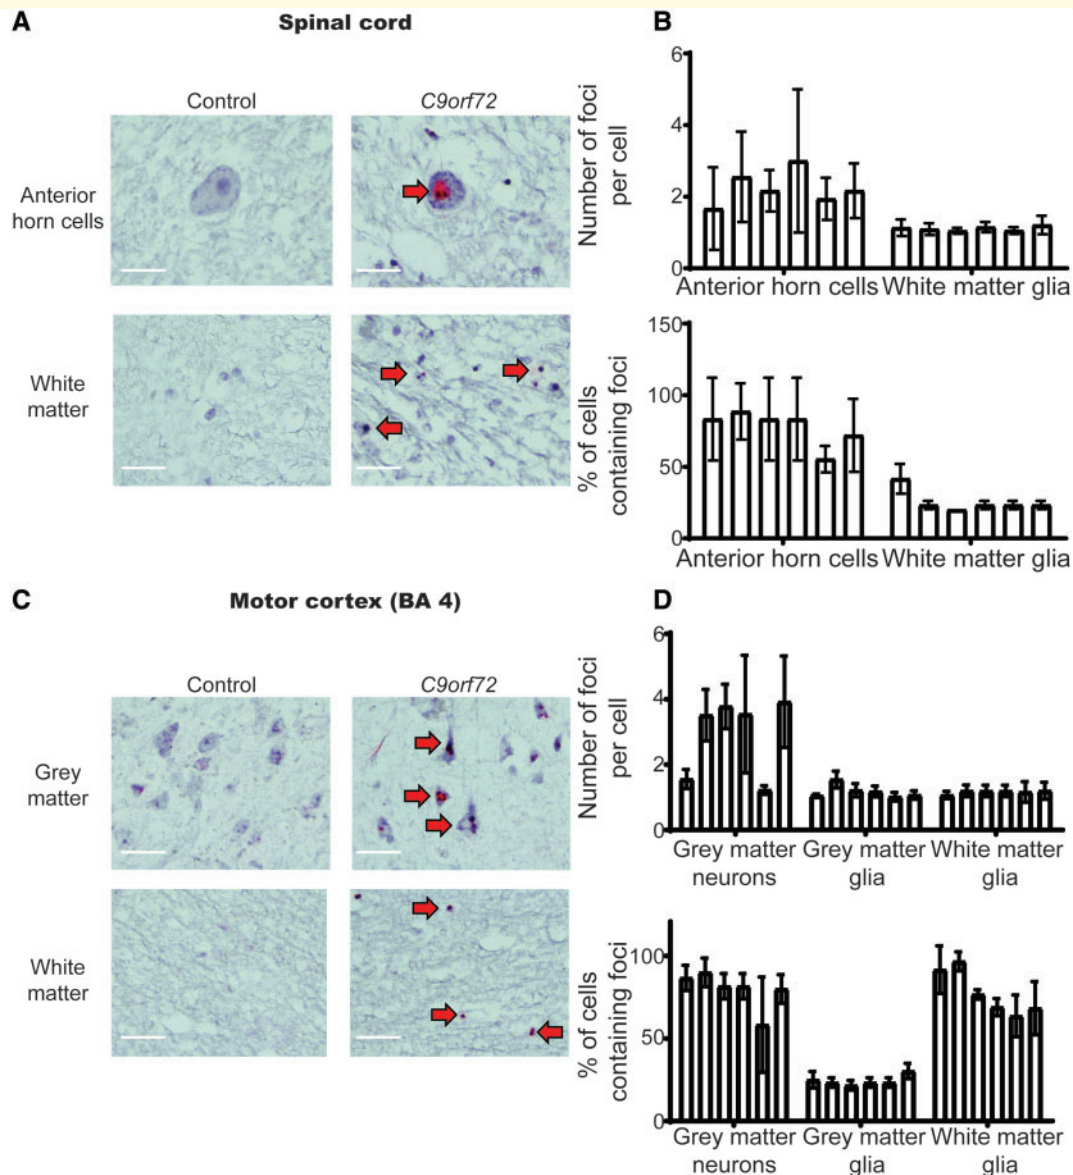 A
Spinal cord
Control
C9orf72
Anterior
horn cells
White
matter
B
Number of foci
per cell
6
4
2
0
Anterior horn cells
White matter glia
% of cells
containing foci
150
100
50
0
Anterior horn cells
White matter glia
C
Motor cortex (BA 4)
Control
C9orf72
Grey
matter
White
matter
D
Number of foci
per cell
6
4
2
0
Grey matter
neurons
Grey matter
glia
White matter
glia
% of cells
containing foci
100
50
0
Grey matter
neurons
Grey matter
glia
White matter
glia